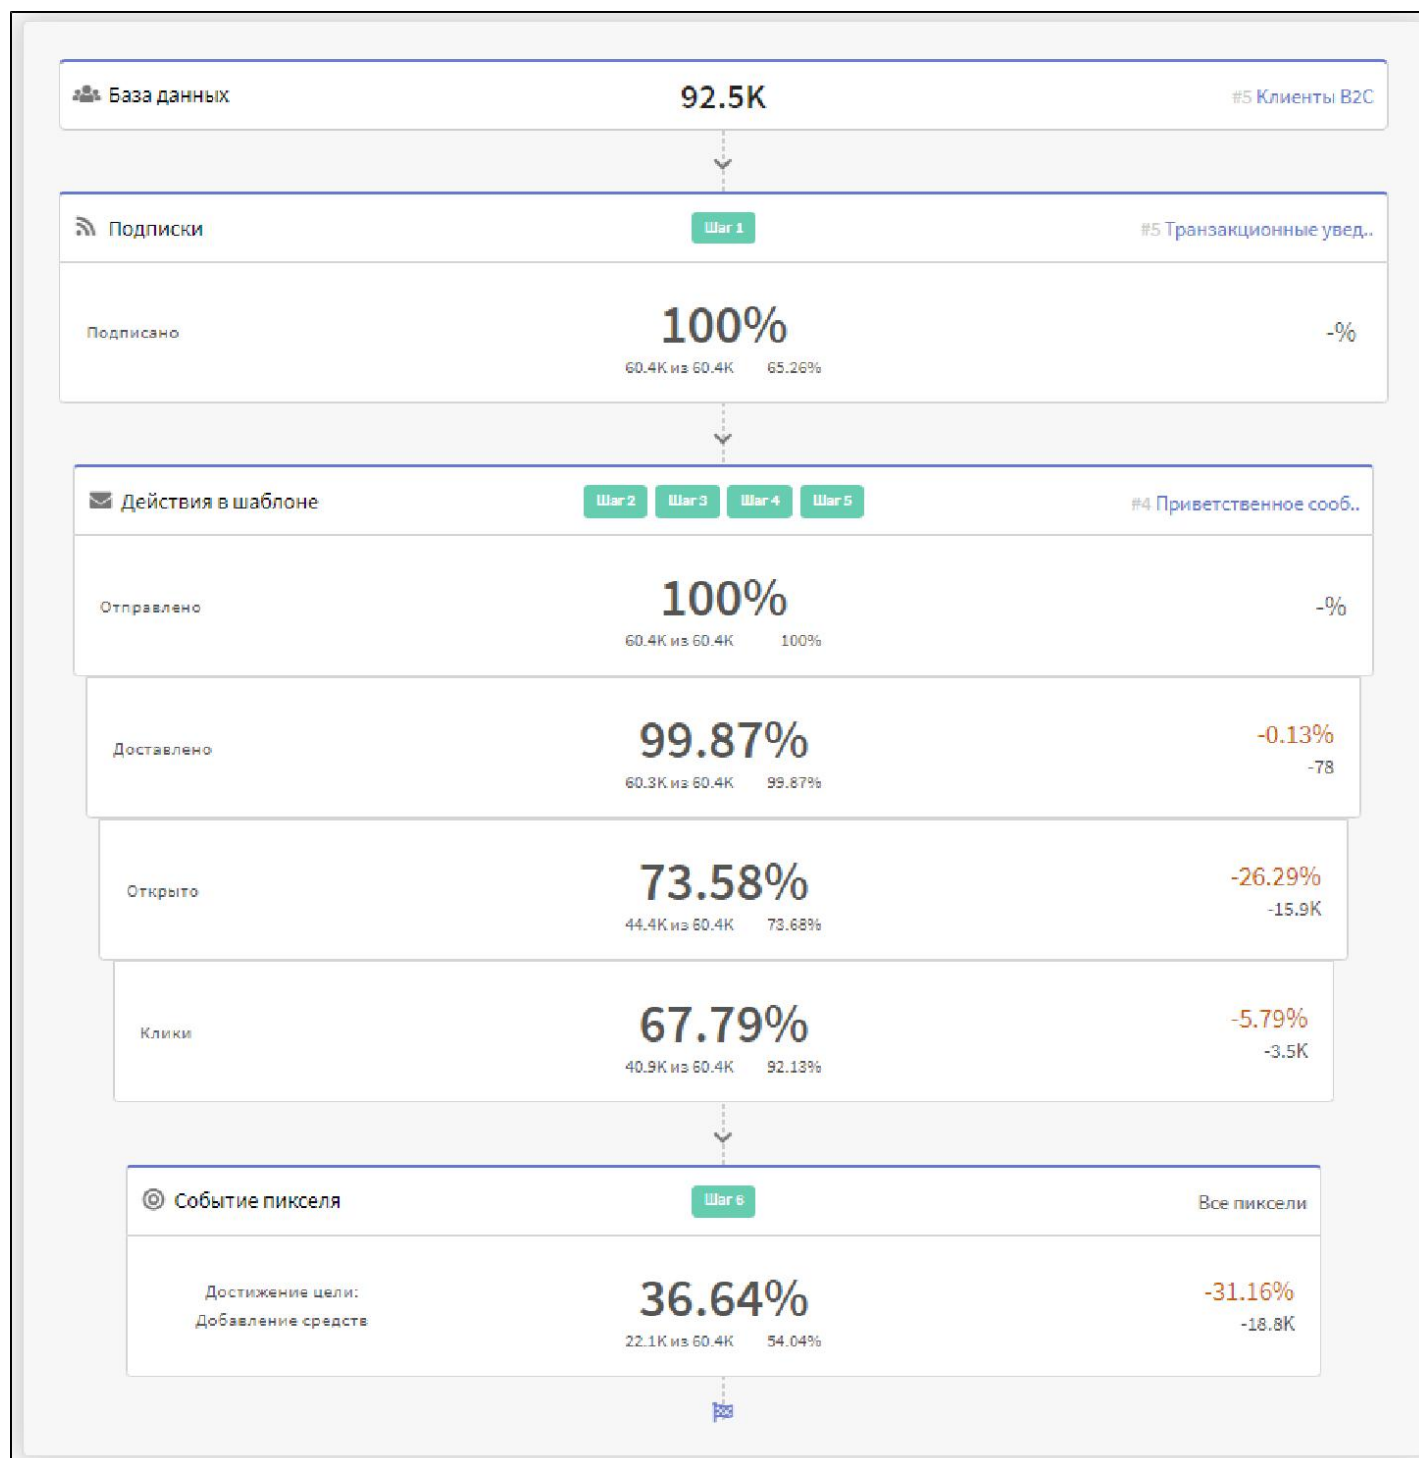 База данных 92.5K #5 Клиенты B2C
Подписки Шаг 1 #5 Транзакционные увед..
Подписано 100% -%
60.4K из 60.4K 65.26%
Действия в шаблоне Шаг 2 Шаг 3 Шаг 4 Шаг 5 #4 Приветственное сооб..
Отправлено 100% -%
60.4K из 60.4K 100%
Доставлено 99.87% -0.13%
60.3K из 60.4K 99.87% -78
Открыто 73.58% -26.29%
44.4K из 60.4K 73.68% -15.9K
Клики 67.79% -5.79%
40.9K из 60.4K 92.13% -3.5K
Событие пикселя Шаг 6 Все пиксели
Достижение цели: 36.64% -31.16%
Добавление средств 22.1K из 60.4K 54.04% -18.8K